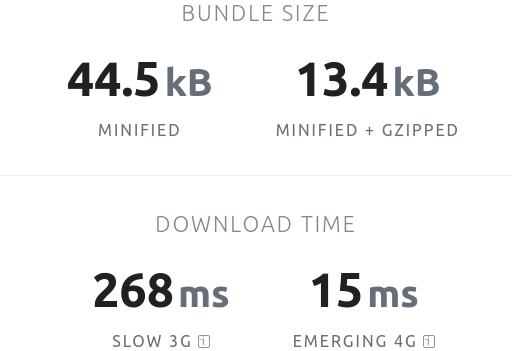 BUNDLE SIZE
44.5 kB 13.4 kB
MINIFIED MINIFIED + GZIPPED
DOWNLOAD TIME
268 ms 15 ms
SLOW 3G EMERGING 4G